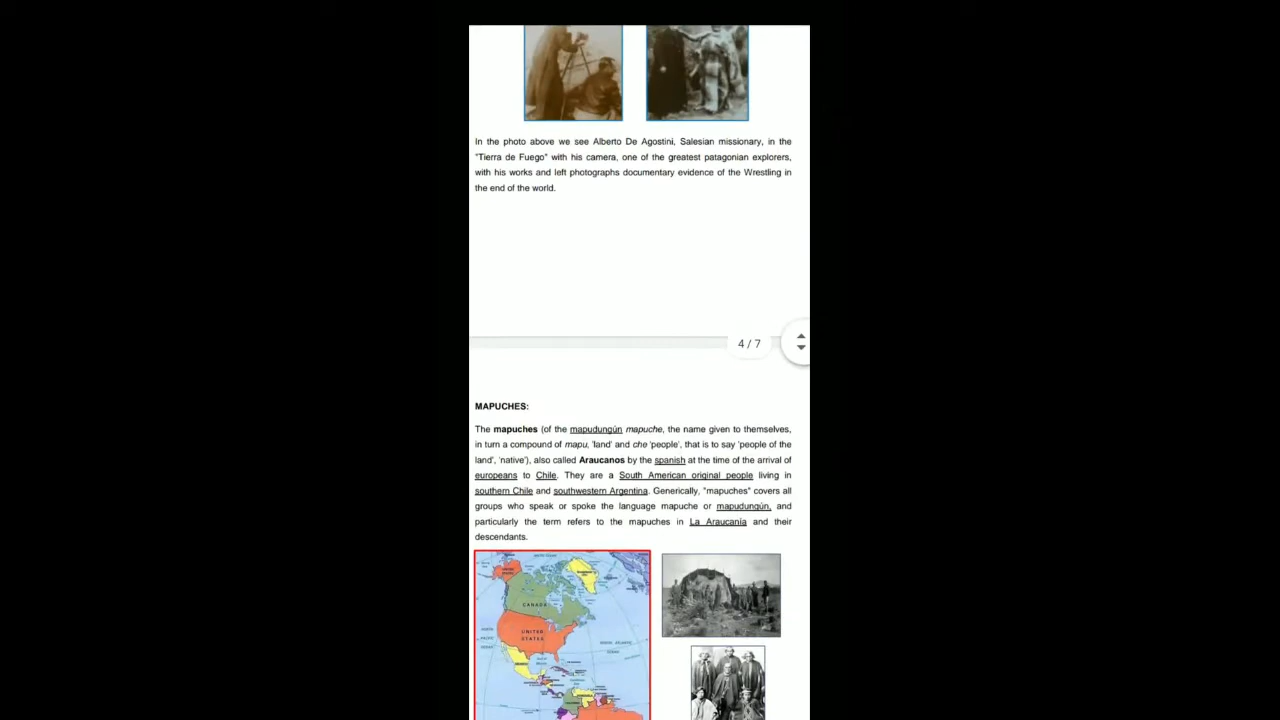 In the photo above we see Alberto De Agostini, Salesian missionary, in the
"Tierra de Fuego" with his camera, one of the greatest patagonian explorers,
with his works and left photographs documentary evidence of the Wrestling in
the end of the world.
4 / 7
MAPUCHES:
The mapuches (of the mapudungún mapuche, the name given to themselves,
in turn a compound of mapu, 'land' and che 'people', that is to say 'people of the
land', 'native'), also called Araucanos by the spanish at the time of the arrival of
europeans to Chile. They are a South American original people living in
southern Chile and southwestern Argentina. Generically, "mapuches" covers all
groups who speak or spoke the language mapuche or mapudungún, and
particularly the term refers to the mapuches in La Araucanía and their
descendants.
CANADA
UNITED
STATES